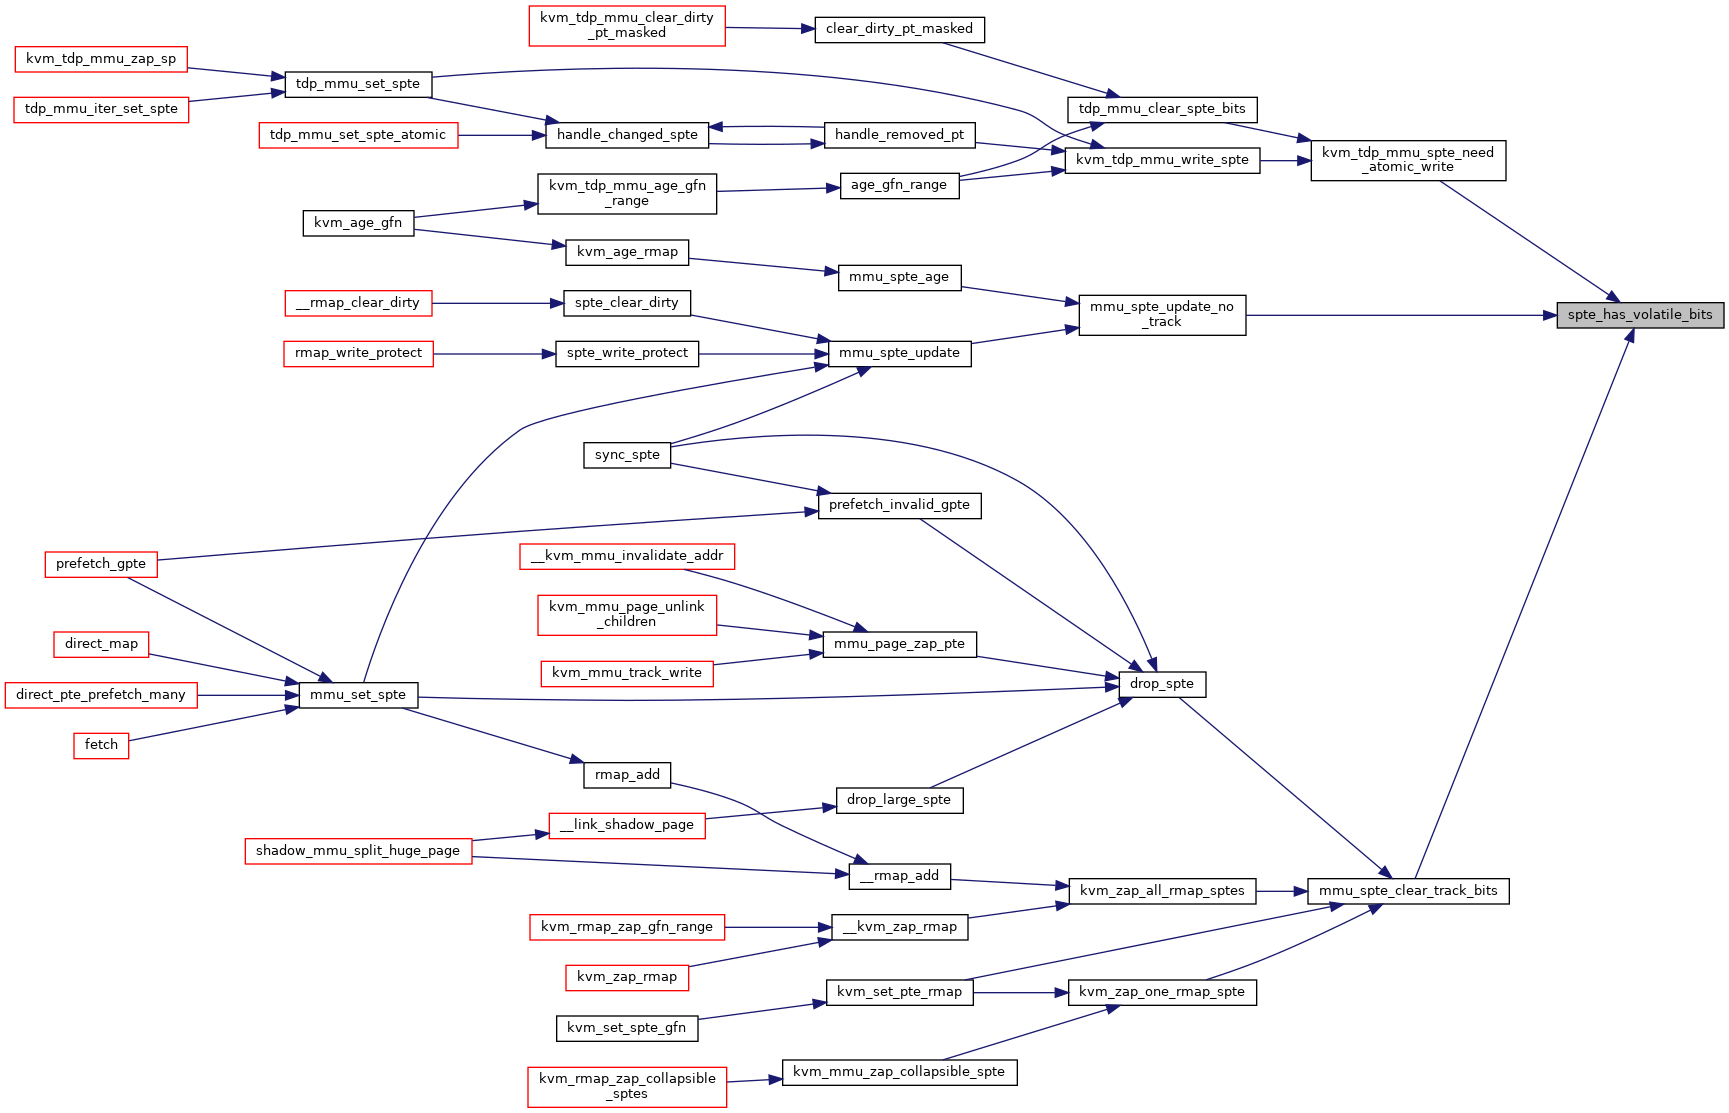 kvm_tdp_mmu_clear_dirty
_pt_masked
clear_dirty_pt_masked
kvm_tdp_mmu_zap_sp
tdp_mmu_set_spte
tdp_mmu_iter_set_spte
tdp_mmu_clear_spte_bits
tdp_mmu_set_spte_atomic
handle_changed_spte
handle_removed_pt
kvm_tdp_mmu_write_spte
kvm_tdp_mmu_spte_need
_atomic_write
kvm_tdp_mmu_age_gfn
_range
age_gfn_range
kvm_age_gfn
kvm_age_rmap
mmu_spte_age
__rmap_clear_dirty
spte_clear_dirty
mmu_spte_update_no
_track
spte_has_volatile_bits
rmap_write_protect
spte_write_protect
mmu_spte_update
sync_spte
prefetch_invalid_gpte
prefetch_gpte
__kvm_mmu_invalidate_addr
kvm_mmu_page_unlink
_children
direct_map
mmu_page_zap_pte
kvm_mmu_track_write
drop_spte
direct_pte_prefetch_many
mmu_set_spte
fetch
rmap_add
drop_large_spte
__link_shadow_page
shadow_mmu_split_huge_page
__rmap_add
kvm_zap_all_rmap_sptes
mmu_spte_clear_track_bits
kvm_rmap_zap_gfn_range
__kvm_zap_rmap
kvm_zap_rmap
kvm_set_pte_rmap
kvm_zap_one_rmap_spte
kvm_set_spte_gfn
kvm_mmu_zap_collapsible_spte
kvm_rmap_zap_collapsible
_sptes